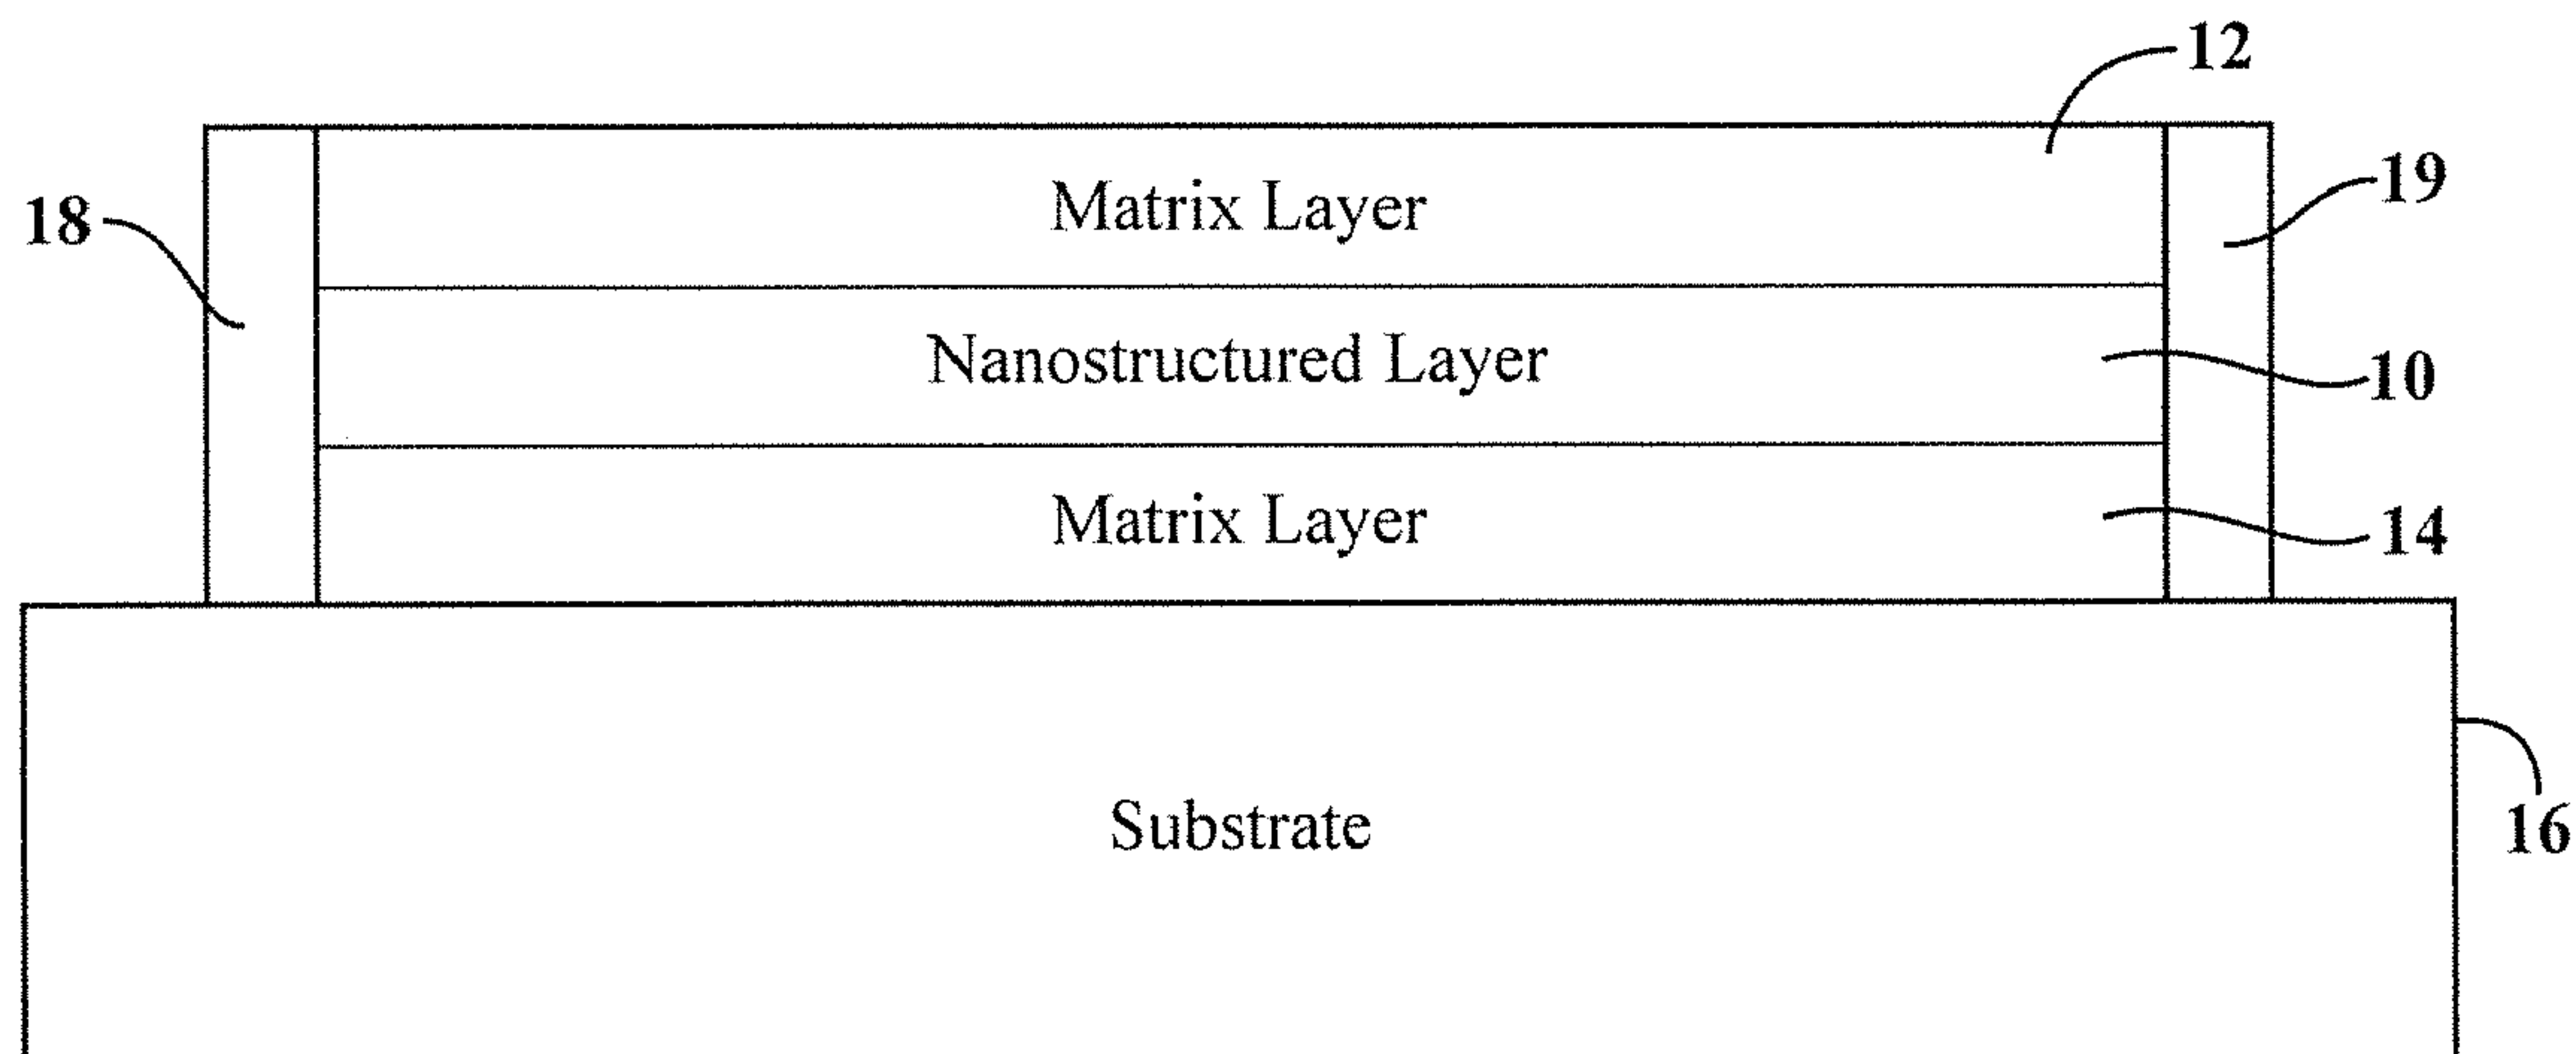 12
Matrix Layer
19
18
Nanostructured Layer
10
Matrix Layer
14
Substrate
16